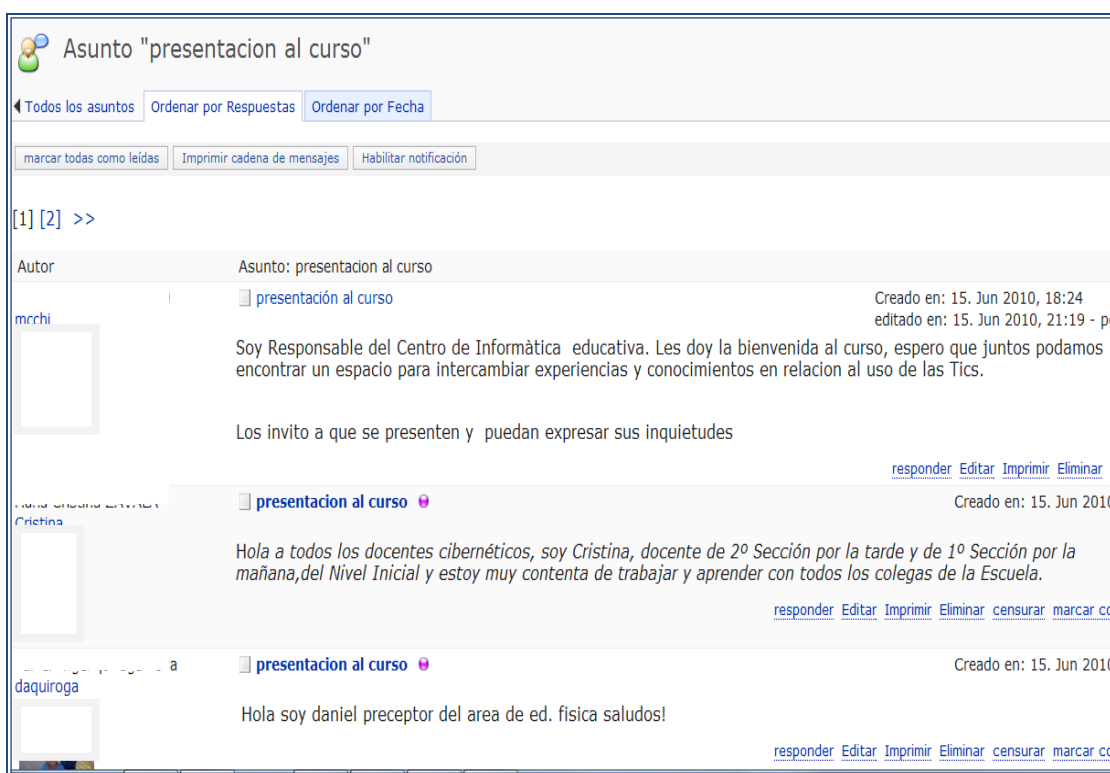 Asunto "presentacion al curso"
Todos los asuntos Ordenar por Respuestas Ordenar por Fecha
marcar todas como leídas Imprimir cadena de mensajes Habilitar notificación
[1] [2] >>
Autor Asunto: presentacion al curso
presentación al curso Creado en: 15. Jun 2010, 18:24
mcchi editado en: 15. Jun 2010, 21:19 -
Soy Responsable del Centro de Informàtica educativa. Les doy la bienvenida al curso, espero que juntos podamos
encontrar un espacio para intercambiar experiencias y conocimientos en relacion al uso de las Tics.
Los invito a que se presenten y puedan expresar sus inquietudes
responder Editar Imprimir Eliminar
presentacion al curso Creado en: 15. Jun 2010
Cristina
Hola a todos los docentes cibernéticos, soy Cristina, docente de 2º Sección por la tarde y de 1º Sección por la
mañana,del Nivel Inicial y estoy muy contenta de trabajar y aprender con todos los colegas de la Escuela.
responder Editar Imprimir Eliminar censurar marcar
presentacion al curso Creado en: 15. Jun 2010
daquiroga
Hola soy daniel preceptor del area de ed. fisica saludos!
responder Editar Imprimir Eliminar censurar marcar